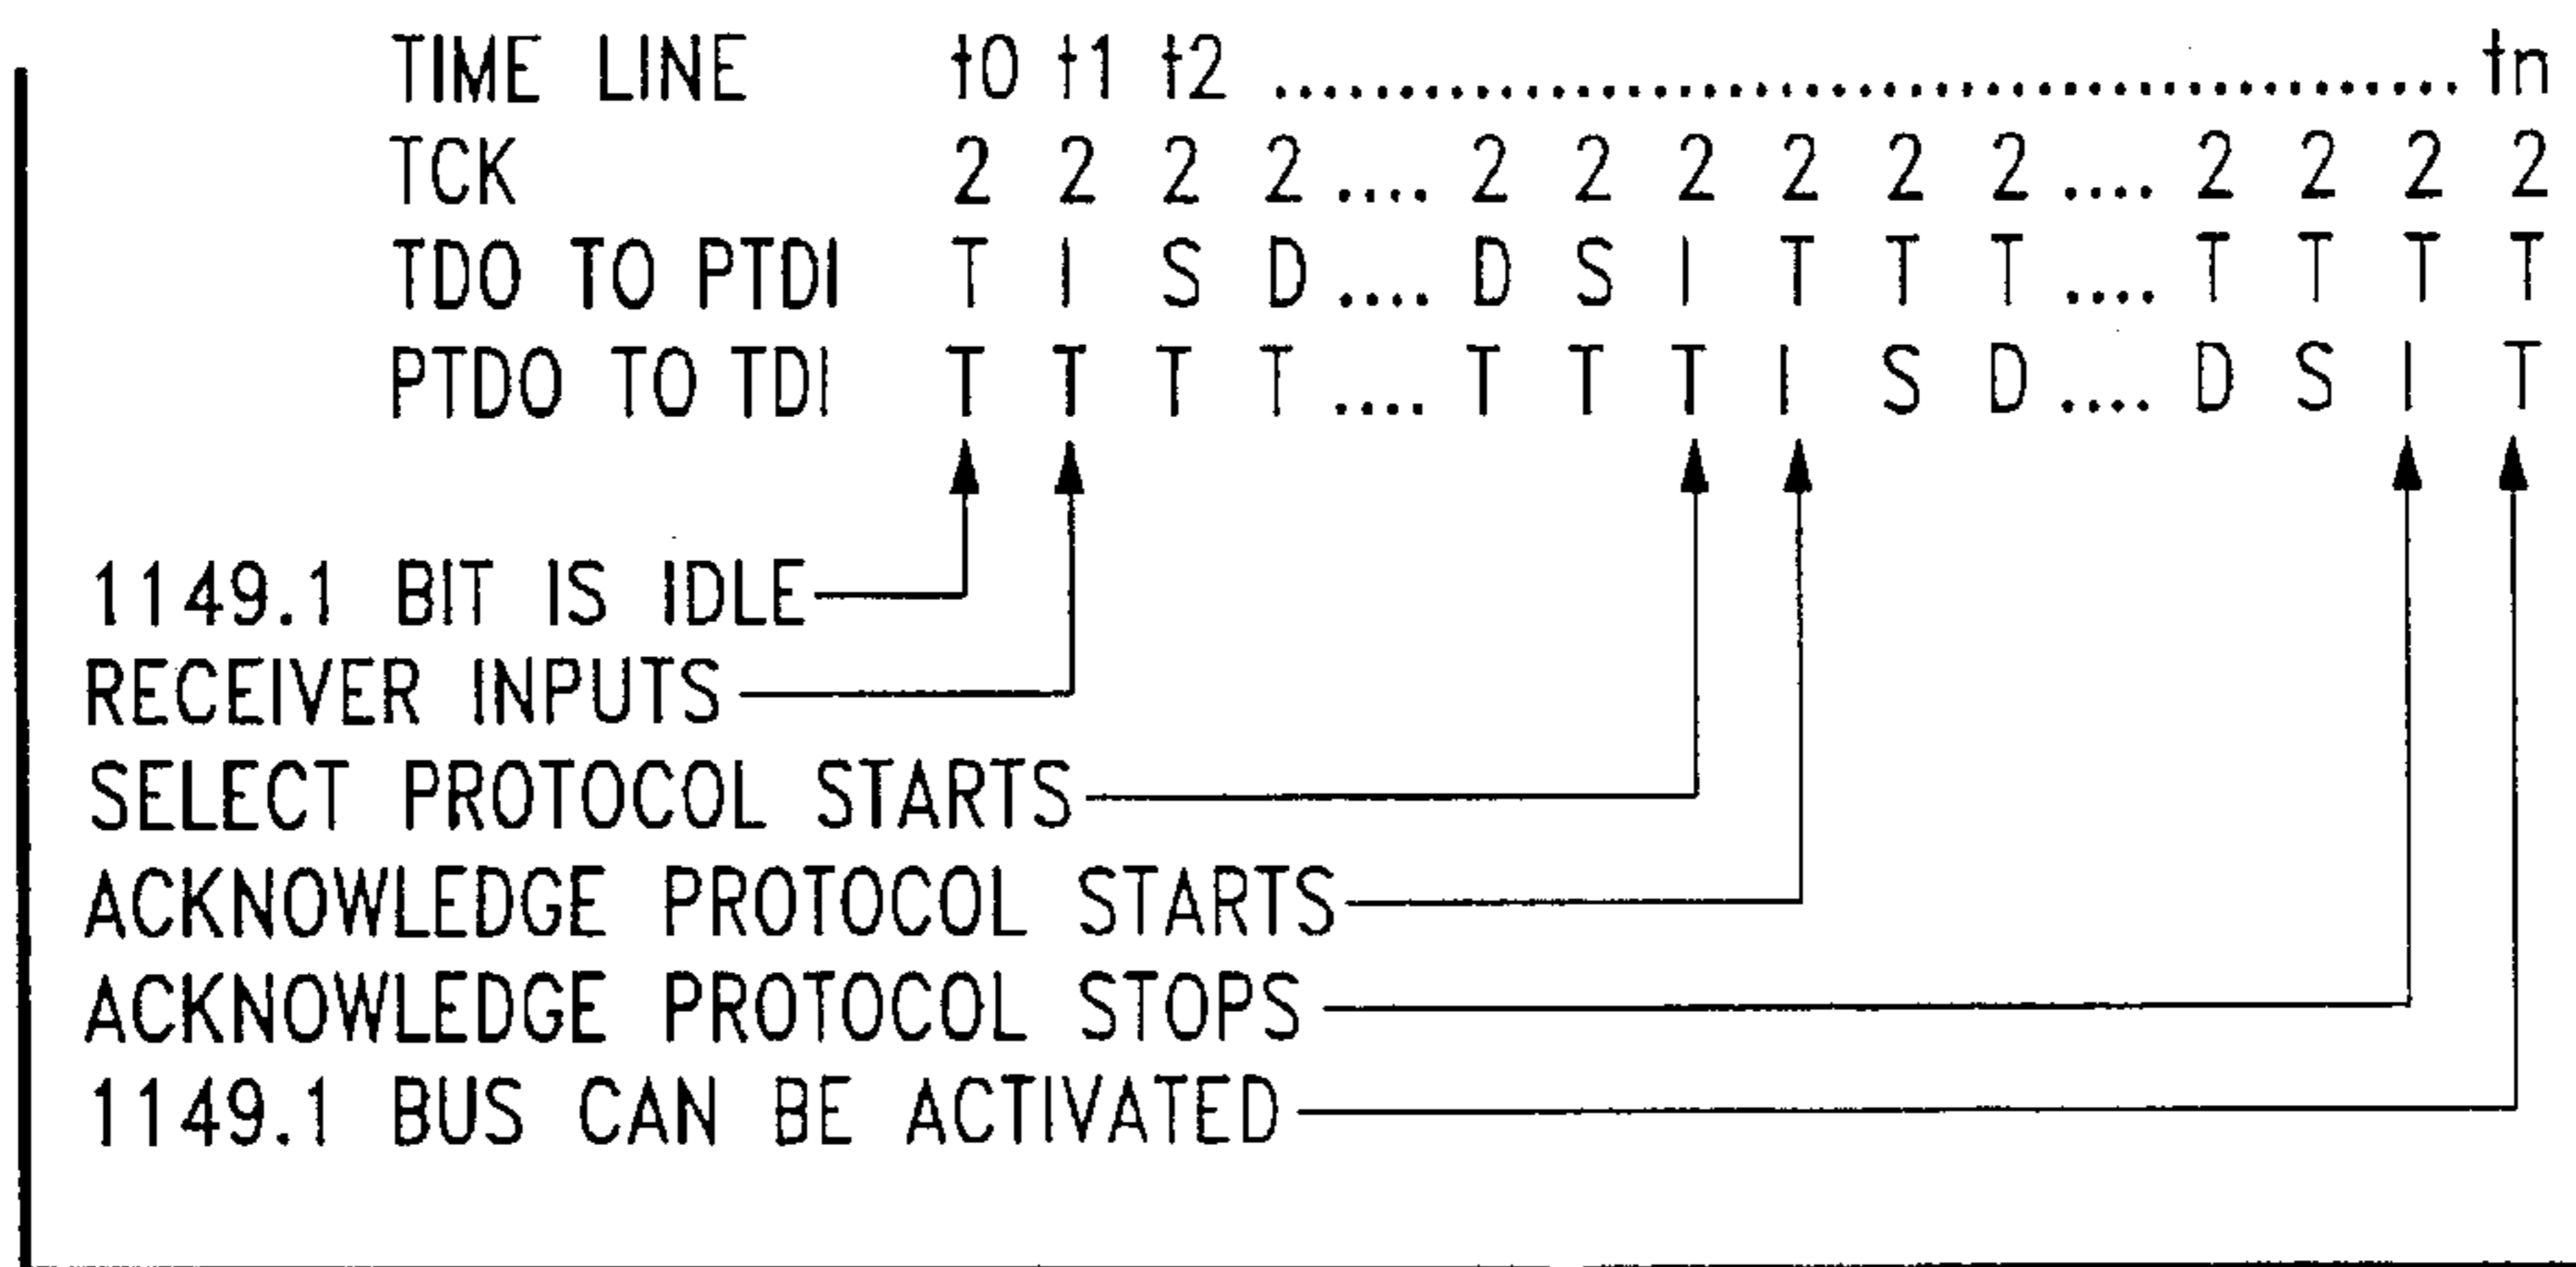 TIME LINE t0 t1 t2 ............................................... tn
TCK 2 2 2 2 .... 2 2 2 2 2 2 .... 2 2 2 2
TDO TO PTDI T I S D .... D S I T T T .... T T T T
PTDO TO TDI T T T T .... T T T I S D .... D S I T
1149.1 BIT IS IDLE
RECEIVER INPUTS
SELECT PROTOCOL STARTS
ACKNOWLEDGE PROTOCOL STARTS
ACKNOWLEDGE PROTOCOL STOPS
1149.1 BUS CAN BE ACTIVATED